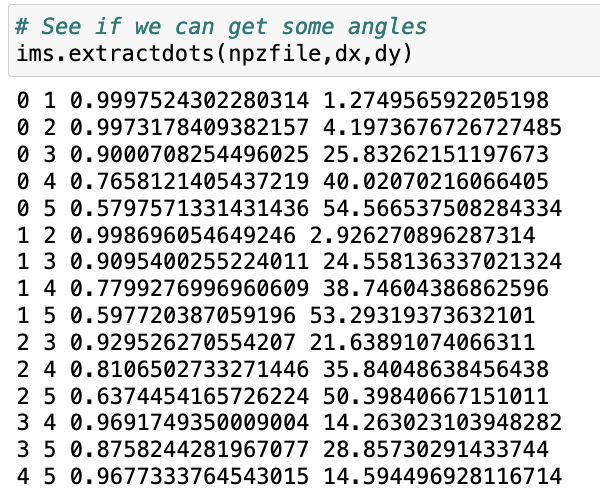 # See if we can get some angles
ims.extractdots(npzfile,dx,dy)
0 1 0.9997524302280314 1.274956592205198
0 2 0.9973178409382157 4.1973676726727485
0 3 0.9000708254496025 25.83262151197673
0 4 0.7658121405437219 40.02070216066405
0 5 0.5797571331431436 54.566537508284334
1 2 0.998696054649246 2.926270896287314
1 3 0.9095400255224011 24.558136337021324
1 4 0.7799276996960609 38.74604386862596
1 5 0.597720387059196 53.29319373632101
2 3 0.929526270554207 21.63891074066311
2 4 0.8106502733271446 35.84048638456438
2 5 0.6374454165726224 50.39840667151011
3 4 0.9691749350009004 14.263023103948282
3 5 0.8758244281967077 28.85730291433744
4 5 0.9677333764543015 14.594496928116714